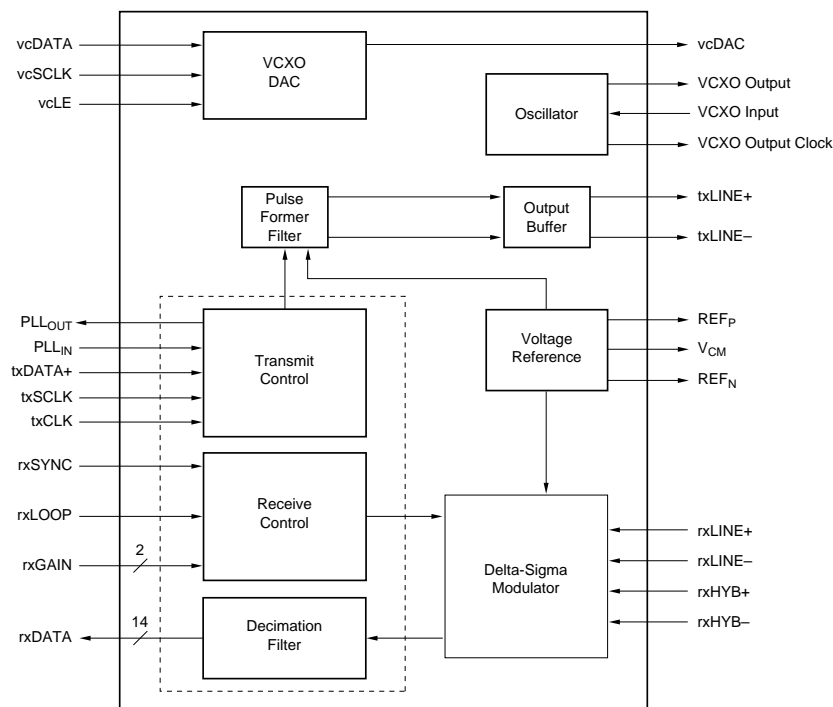 vcDATA
vcSCLK
vcLE
VCXO
DAC
vcDAC
Oscillator
VCXO Output
VCXO Input
VCXO Output Clock
Pulse
Former
Filter
Output
Buffer
txLINE+
txLINE–
PLLOUT
PLLIN
txDATA+
txSCLK
txCLK
Transmit
Control
Voltage
Reference
REFP
VCM
REFN
rxSYNC
rxLOOP
rxGAIN
2
Receive
Control
Delta-Sigma
Modulator
rxLINE+
rxLINE–
rxHYB+
rxHYB–
rxDATA
14
Decimation
Filter